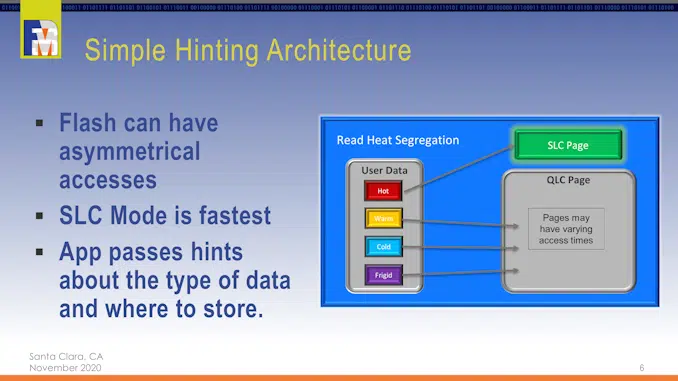 FM
Simple Hinting Architecture
▪ Flash can have
asymmetrical
accesses
▪ SLC Mode is fastest
▪ App passes hints
about the type of data
and where to store.
Read Heat Segregation
User Data
Hot
Warm
Cold
Frigid
SLC Page
QLC Page
Pages may
have varying
access times
Santa Clara, CA
November 2020
6